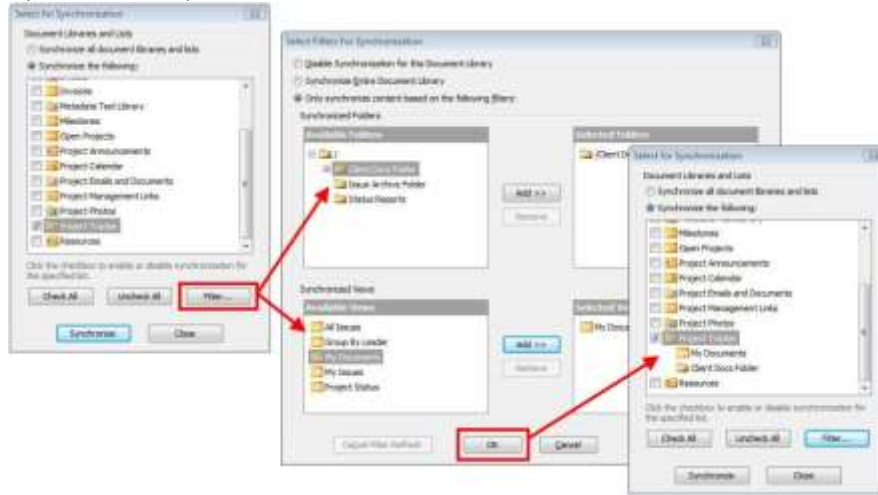 Select for Synchronization
Document Libraries and Lists
Synchronize all document libraries and lists
Synchronize the following:
Invoices
Metadata Test Library
Milestones
Open Projects
Project Announcements
Project Calendar
Project Emails and Documents
Project Management Links
Project Photos
Project Tracker
Resources
Click the checkbox to enable or disable synchronization for
the specified list.
Check All
Uncheck All
Filter...
Synchronize
Close
Select Filters For Synchronization
Disable Synchronization for this Document Library
Synchronize Entire Document Library
Only synchronize content based on the following filters:
Synchronized Folders
Available Folders
/
Client Docs Folder
Issue Archive Folder
Status Reports
Add >>
Remove
Selected Folders
/Client D
Synchronized Views
Available Views
All Issues
Group By Leader
My Documents
My Issues
Project Status
Add >>
Remove
My Docum
OK
Cancel
Select for Synchronization
Document Libraries and Lists
Synchronize all document libraries and lists
Synchronize the following:
Milestones
Open Projects
Project Announcements
Project Calendar
Project Emails and Documents
Project Management Links
Project Photos
Project Tracker
My Documents
Client Docs Folder
Resources
Click the checkbox to enable or disable synchronization for
the specified list.
Check All
Uncheck All
Filter...
Synchronize
Close